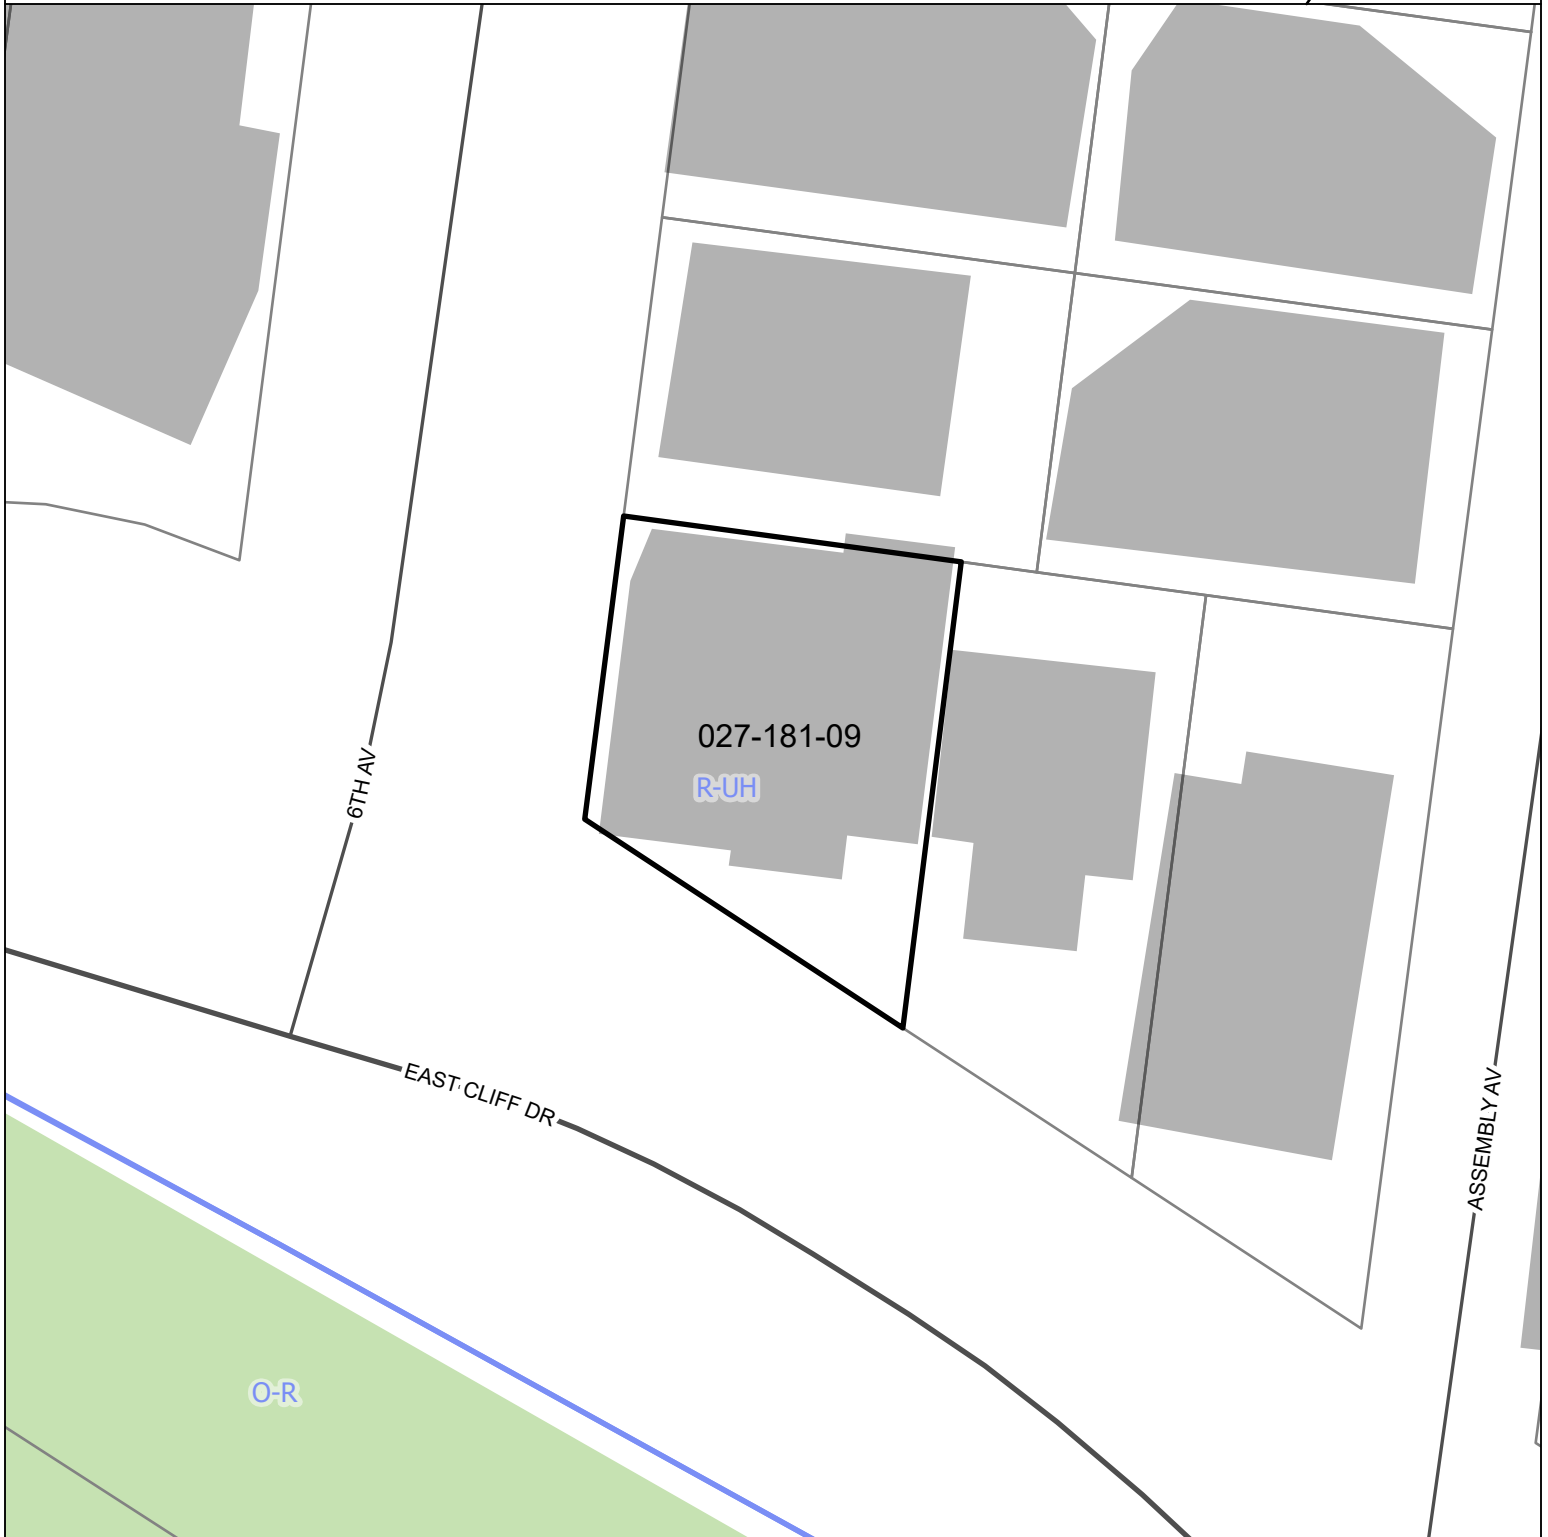 027-181-09
R-UH
6TH AV
EAST CLIFF DR
ASSEMBLY AV
O-R